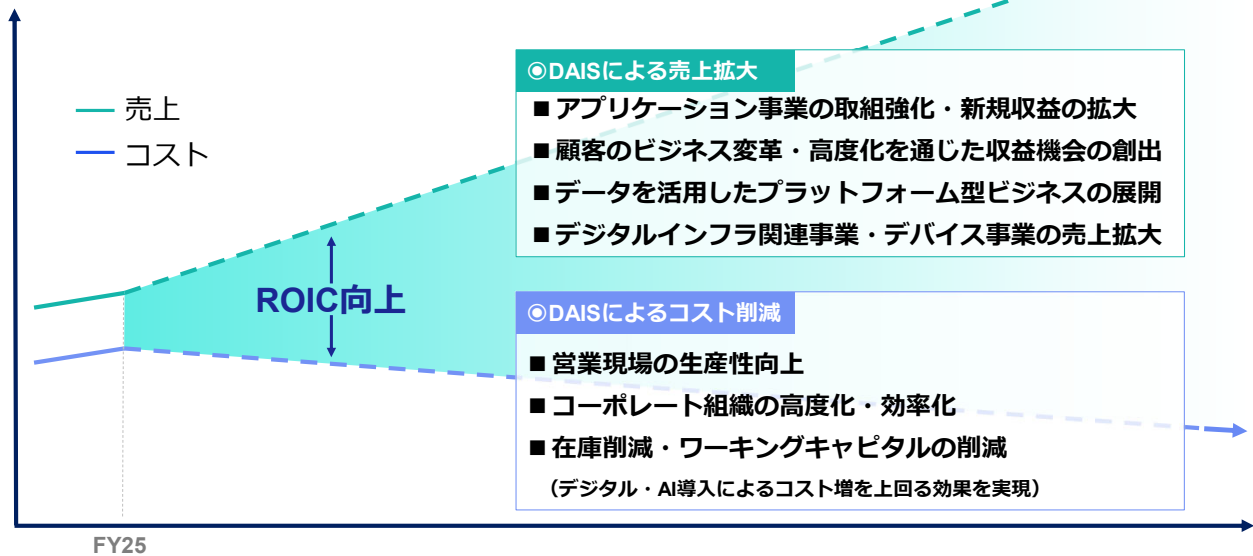 売上
コスト
◉DAISによる売上拡大
■アプリケーション事業の取組強化・新規収益の拡大
■顧客のビジネス変革・高度化を通じた収益機会の創出
■データを活用したプラットフォーム型ビジネスの展開
■デジタルインフラ関連事業・デバイス事業の売上拡大
ROIC向上
◉DAISによるコスト削減
■営業現場の生産性向上
■コーポレート組織の高度化・効率化
■在庫削減・ワーキングキャピタルの削減
（デジタル・AI導入によるコスト増を上回る効果を実現）
FY25